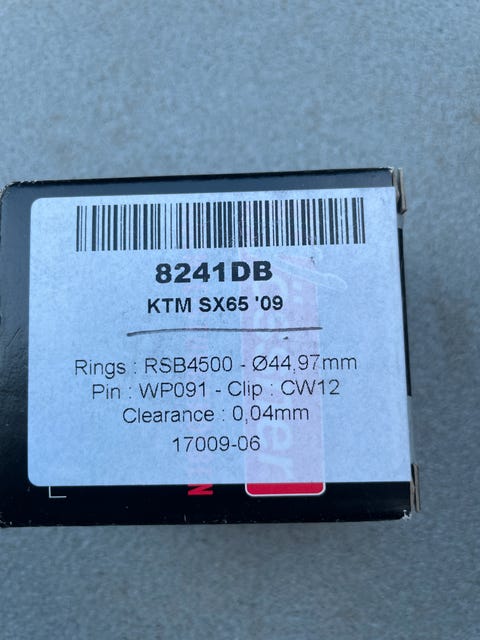 8241DB
KTM SX65 '09
Rings : RSB4500 - Ø44,97mm
Pin : WP091 - Clip : CW12
Clearance : 0,04mm
17009-06